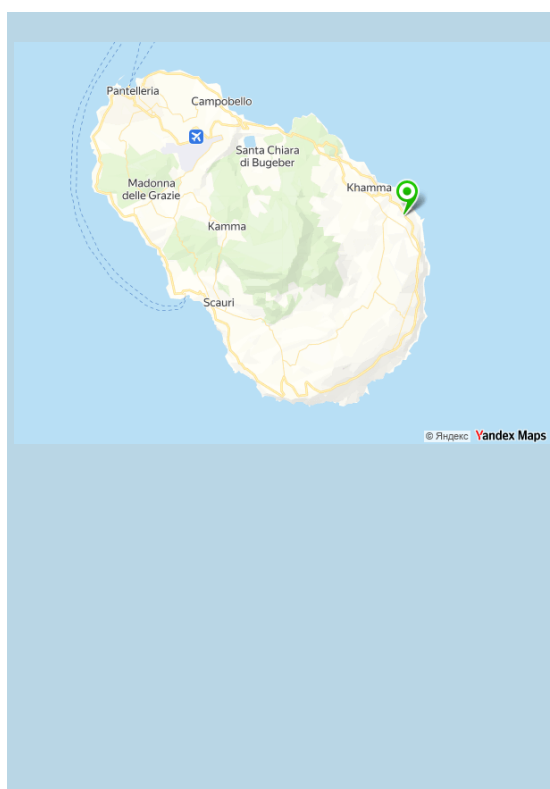 Pantelleria
Campobello
Santa Chiara
di Bugeber
Khamma
Madonna
delle Grazie
Kamma
Scauri
© Яндекс Yandex Maps